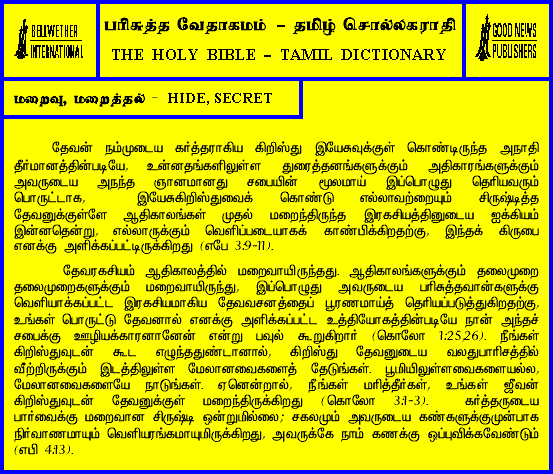 BELLWETHER
INTERNATIONAL
பரிசுத்த வேதாகமம் – தமிழ் சொல்லகராதி
THE HOLY BIBLE – TAMIL DICTIONARY
GOOD NEWS
PUBLISHERS
மறைவு, மறைத்தல் – HIDE, SECRET
தேவன் நம்முடைய கர்த்தராகிய கிறிஸ்து இயேசுவுக்குள் கொண்டிருந்த அநாதி
தீர்மானத்தின்படியே, உன்னதங்களிலுள்ள துரைத்தனங்களுக்கும் அதிகாரங்களுக்கும்
அவருடைய அநந்த ஞானமானது சபையின் மூலமாய் இப்பொழுது தெரியவரும்
பொருட்டாக, இயேசுகிறிஸ்துவைக் கொண்டு எல்லாவற்றையும் சிருஷ்டித்த
தேவனுக்குள்ளே ஆதிகாலங்கள் முதல் மறைந்திருந்த இரகசியத்தினுடைய ஐக்கியம்
இன்னதென்று, எல்லாருக்கும் வெளிப்படையாகக் காண்பிக்கிறதற்கு, இந்தக் கிருபை
எனக்கு அளிக்கப்பட்டிருக்கிறது (எபே 3:9-11).
தேவரகசியம் ஆதிகாலத்தில் மறைவாயிருந்தது. ஆதிகாலங்களுக்கும் தலைமுறை
தலைமுறைகளுக்கும் மறைவாயிருந்து, இப்பொழுது அவருடைய பரிசுத்தவான்களுக்கு
வெளியாக்கப்பட்ட இரகசியமாகிய தேவவசனத்தைப் பூரணமாய்த் தெரியப்படுத்துகிறதற்கு,
உங்கள் பொருட்டு தேவனால் எனக்கு அளிக்கப்பட்ட உத்தியோகத்தின்படியே நான் அந்தச்
சபைக்கு ஊழியக்காரனானேன் என்று பவுல் கூறுகிறார் (கொலோ 1:25,26). நீங்கள்
கிறிஸ்துவுடன் கூட எழுந்ததுண்டானால், கிறிஸ்து தேவனுடைய வலதுபாரிசத்தில்
வீற்றிருக்கும் இடத்திலுள்ள மேலானவைகளைத் தேடுங்கள். பூமியிலுள்ளவைகளையல்ல,
மேலானவைகளையே நாடுங்கள். ஏனென்றால், நீங்கள் மரித்தீர்கள், உங்கள் ஜீவன்
கிறிஸ்துவுடன் தேவனுக்குள் மறைந்திருக்கிறது (கொலோ 3:1-3). கர்த்தருடைய
பார்வைக்கு மறைவான சிருஷ்டி ஒன்றுமில்லை; சகலமும் அவருடைய கண்களுக்குமுன்பாக
நிர்வாணமாயும் வெளியரங்கமாயுமிருக்கிறது, அவருக்கே நாம் கணக்கு ஒப்புவிக்கவேண்டும்
(எபி 4:13).